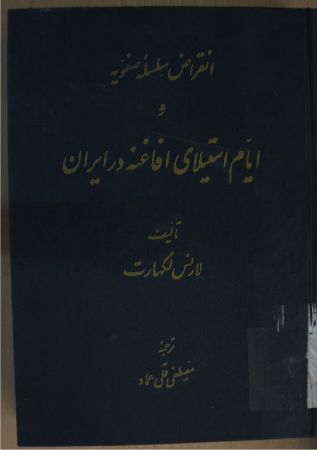 انقراض سلسله صفویه
و
ایام استیلای افاغنه در ایران
تألیف
لارنس لکهارت
ترجمه
مصطفی قلی عماد